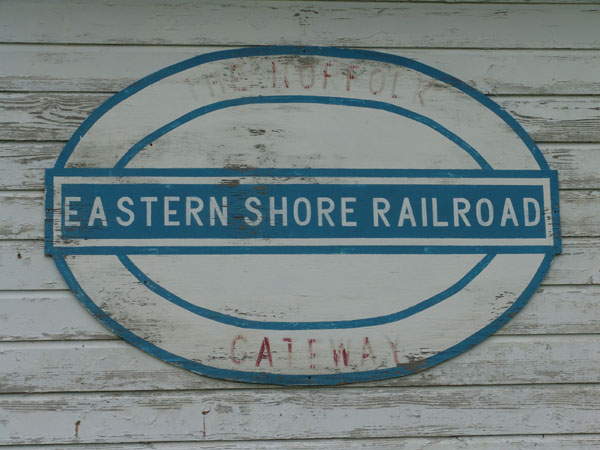 THE NORFOLK
EASTERN SHORE RAILROAD
GATEWAY